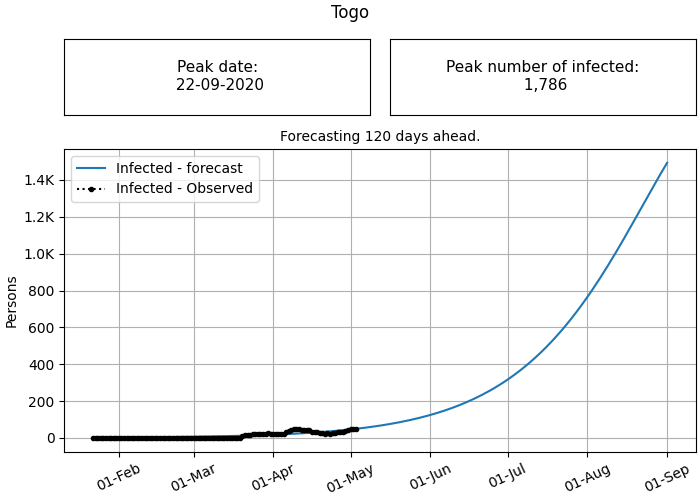 Togo
Peak date:
22-09-2020
Peak number of infected:
1,786
Forecasting 120 days ahead.
Infected - forecast
Infected - Observed
1.4K
1.2K
1.0K
800
600
400
200
0
Persons
01-Feb
01-Mar
01-Apr
01-May
01-Jun
01-Jul
01-Aug
01-Sep